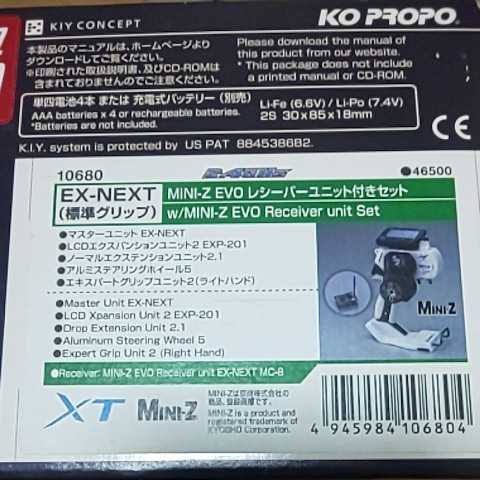 KIY CONCEPT
KO PROPO
本製品のマニュアルは、ホームページより
ダウンロードしてご覧下さい。
※印刷された取扱説明書、及びCD-ROMは
含まれておりませんのでご注意下さい。
Please download the manual of
this product from our website.
* This package does not include
a printed manual or CD-ROM.
単四電池4本 または 充電式バッテリー(別売)
AAA batteries x 4 or rechargeable batteries.
*Batteries are not included.
Li-Fe (6.6V) / Li-Po (7.4V)
2S 30x85x18mm
CE
K.I.Y. system is protected by US PAT 8845386B2.
10680
2.4GHz
●46500
EX-NEXT
(標準グリップ)
MINI-Z EVO レシーバーユニット付きセット
w/MINI-Z EVO Receiver unit Set
●マスターユニット EX-NEXT
●LCDエクスパンションユニット2 EXP-201
●ノーマルエクステンションユニット2.1
●アルミステアリングホイール5
●エキスパートグリップユニット2(ライトハンド)
●Master Unit EX-NEXT
●LCD Xpansion Unit 2 EXP-201
●Drop Extension Unit 2.1
●Aluminum Steering Wheel 5
●Expert Grip Unit 2 (Right Hand)
MINI-Z
●Receiver: MINI-Z EVO Receiver unit EX-NEXT MC-8
XT MINI-Z
MINI-Zは京商株式会社の
商品、登録商標です。
MINI-Z is a product and
registered trademark of
KYOSHO Corporation.
4 945984 106804